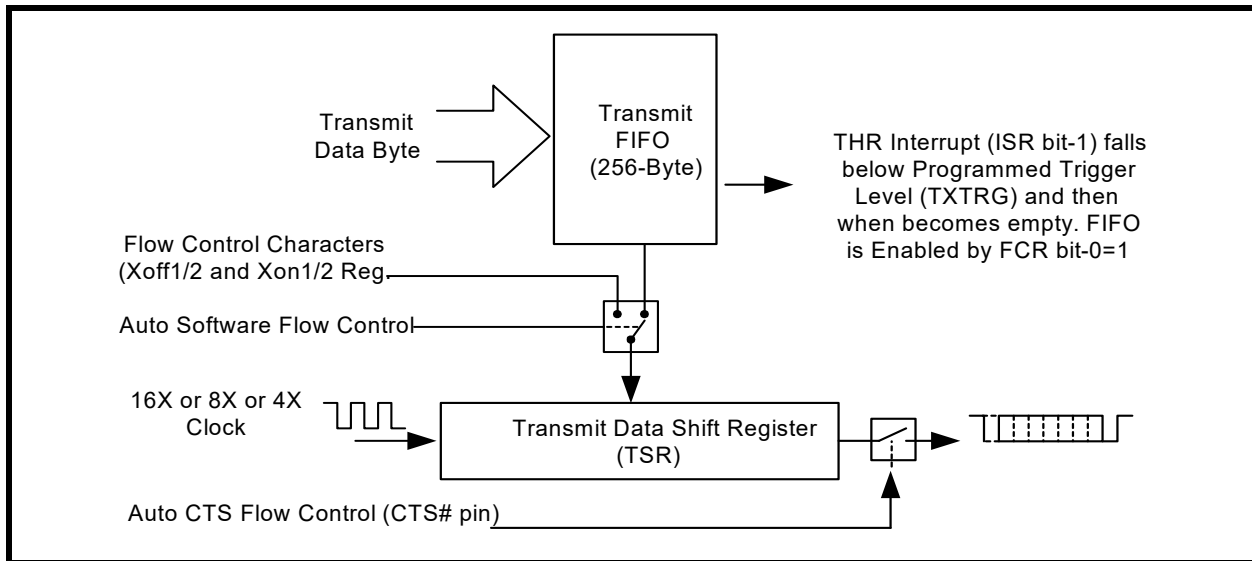 Transmit
FIFO
(256-Byte)
Transmit
Data Byte
THR Interrupt (ISR bit-1) falls
below Programmed Trigger
Level (TXTRG) and then
when becomes empty. FIFO
is Enabled by FCR bit-0=1
Flow Control Characters
(Xoff1/2 and Xon1/2 Reg.
Auto Software Flow Control
16X or 8X or 4X
Clock
Transmit Data Shift Register
(TSR)
Auto CTS Flow Control (CTS# pin)